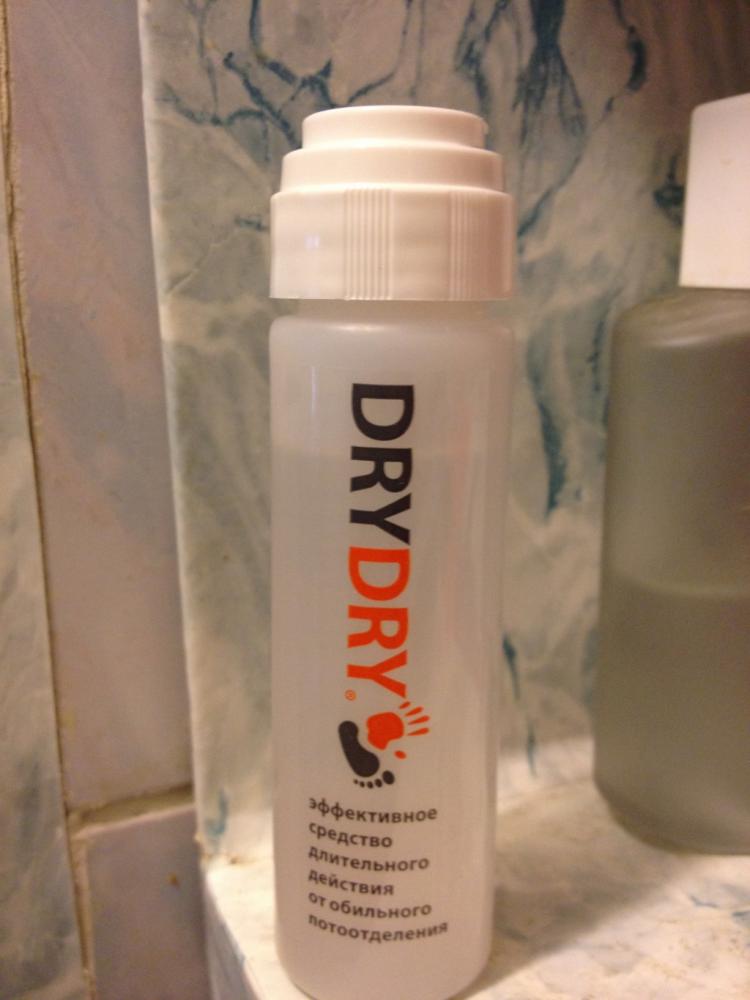 DRYDRY®
эффективное
средство
длительного
действия
от обильного
потоотделения